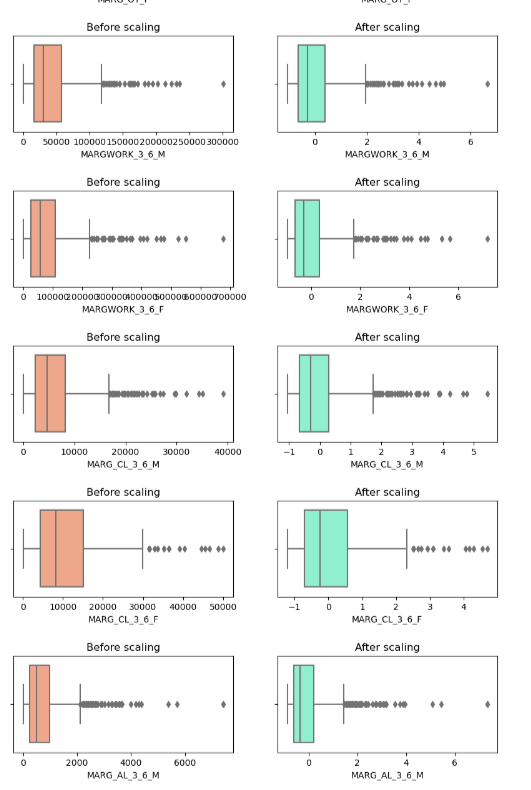 MARG_OT_F MARG_OT_F
Before scaling After scaling
0 50000 100000 150000 200000 250000 300000 0 2 4 6
MARGWORK_3_6_M MARGWORK_3_6_M
Before scaling After scaling
0 100000 200000 300000 400000 500000 600000 700000 0 2 4 6
MARGWORK_3_6_F MARGWORK_3_6_F
Before scaling After scaling
0 10000 20000 30000 40000 −1 0 1 2 3 4 5
MARG_CL_3_6_M MARG_CL_3_6_M
Before scaling After scaling
0 10000 20000 30000 40000 50000 −1 0 1 2 3 4
MARG_CL_3_6_F MARG_CL_3_6_F
Before scaling After scaling
0 2000 4000 6000 0 2 4 6
MARG_AL_3_6_M MARG_AL_3_6_M